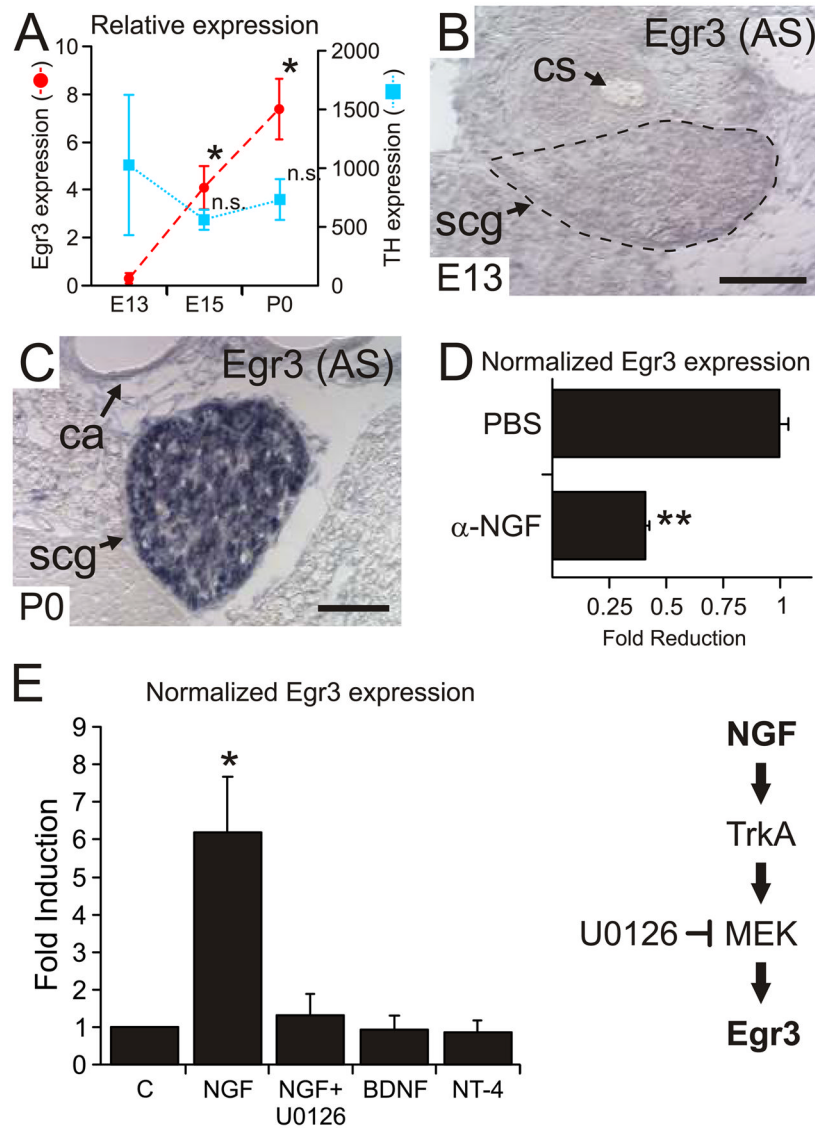 A Relative expression
Egr3 expression ( )
10
8
6
4
2
0
* 
*
n.s.
n.s.
2000
1500
1000
500
0
TH expression ( )
E13 E15 P0
B Egr3 (AS)
cs
scg
E13
C Egr3 (AS)
ca
scg
P0
D Normalized Egr3 expression
PBS
α-NGF
**
0.25 0.5 0.75 1
Fold Reduction
E Normalized Egr3 expression
Fold Induction
9
8
7
6
5
4
3
2
1
0
*
C NGF NGF+ BDNF NT-4
U0126
NGF
TrkA
U0126 MEK
Egr3